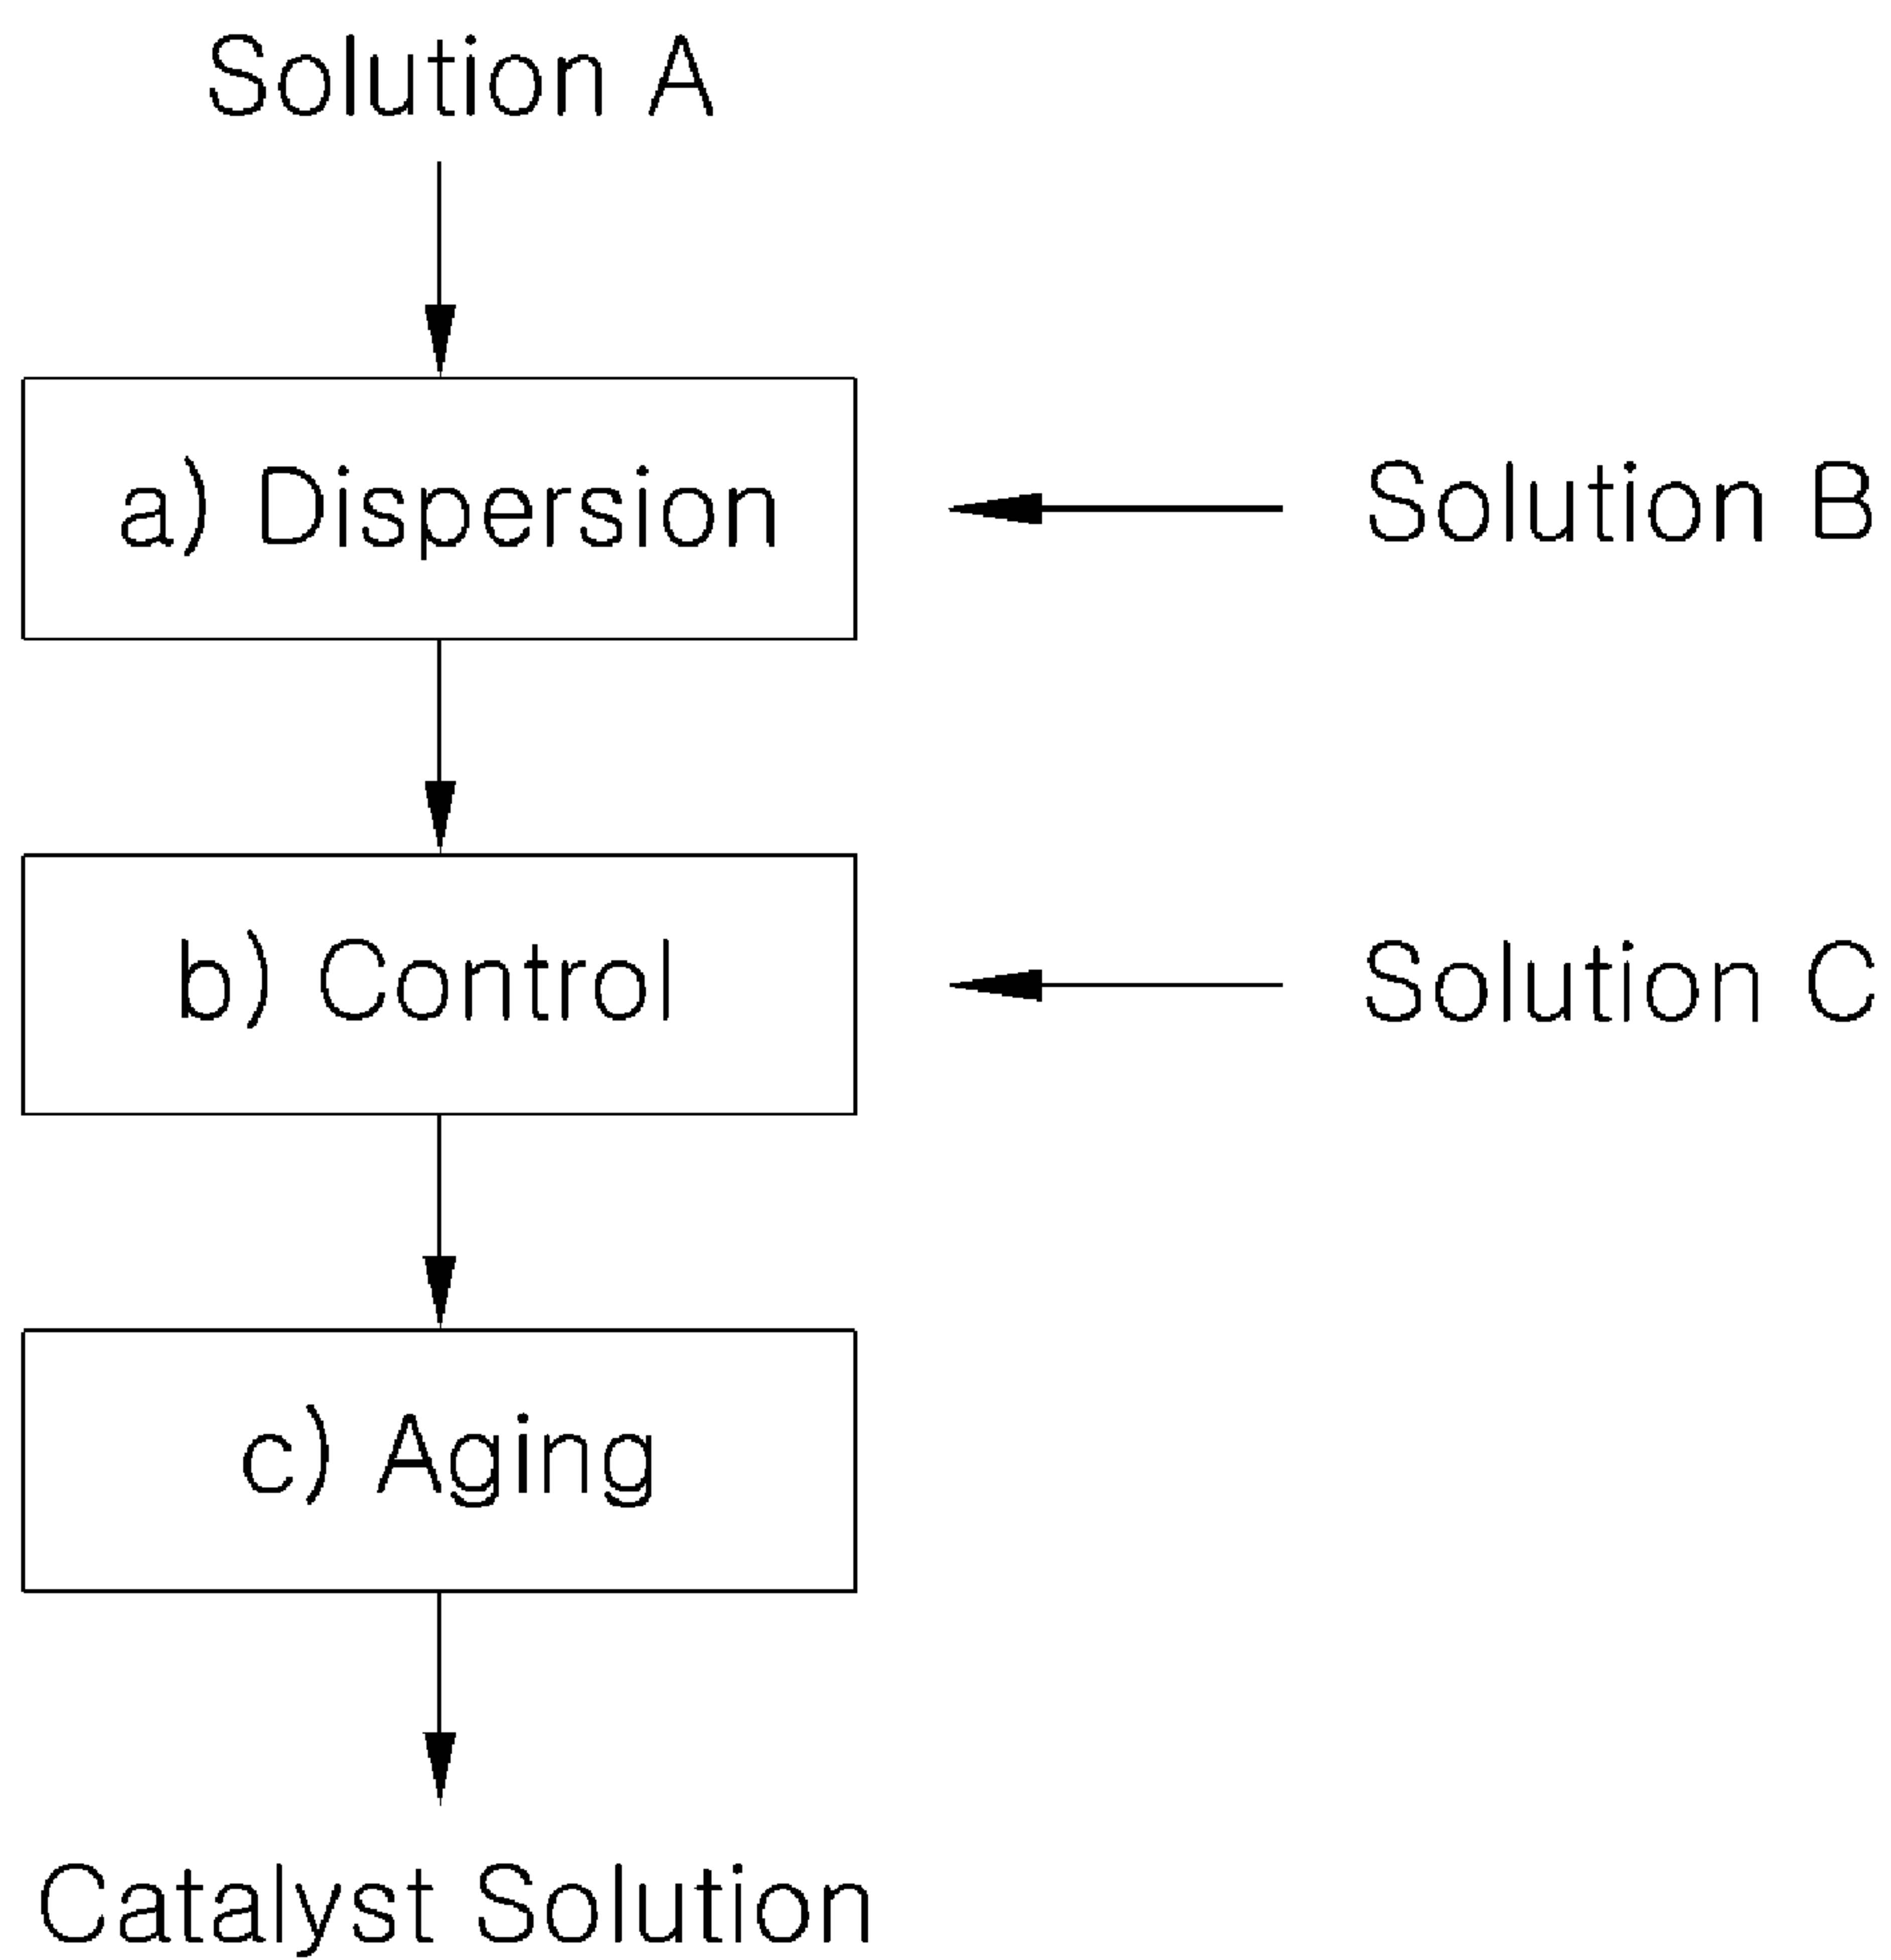 Solution A
a) Dispersion
Solution B
b) Control
Solution C
c) Aging
Catalyst Solution